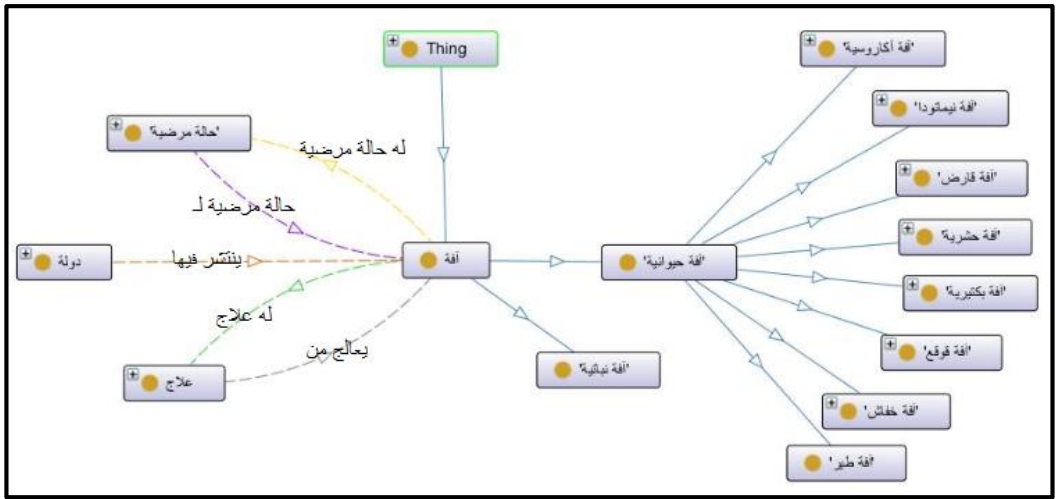 Thing
'آفة أكاروسية'
'آفة نيماتودا'
'حالة مرضية'
له حالة مرضية
'آفة قارض'
حالة مرضية لـ
'آفة حشرية'
دولة
ينتشر فيها
آفة
'آفة حيوانية'
'آفة بكتيرية'
له علاج
يعالج من
'آفة قوقع'
علاج
'آفة نباتية'
'آفة خفاش'
'آفة طير'